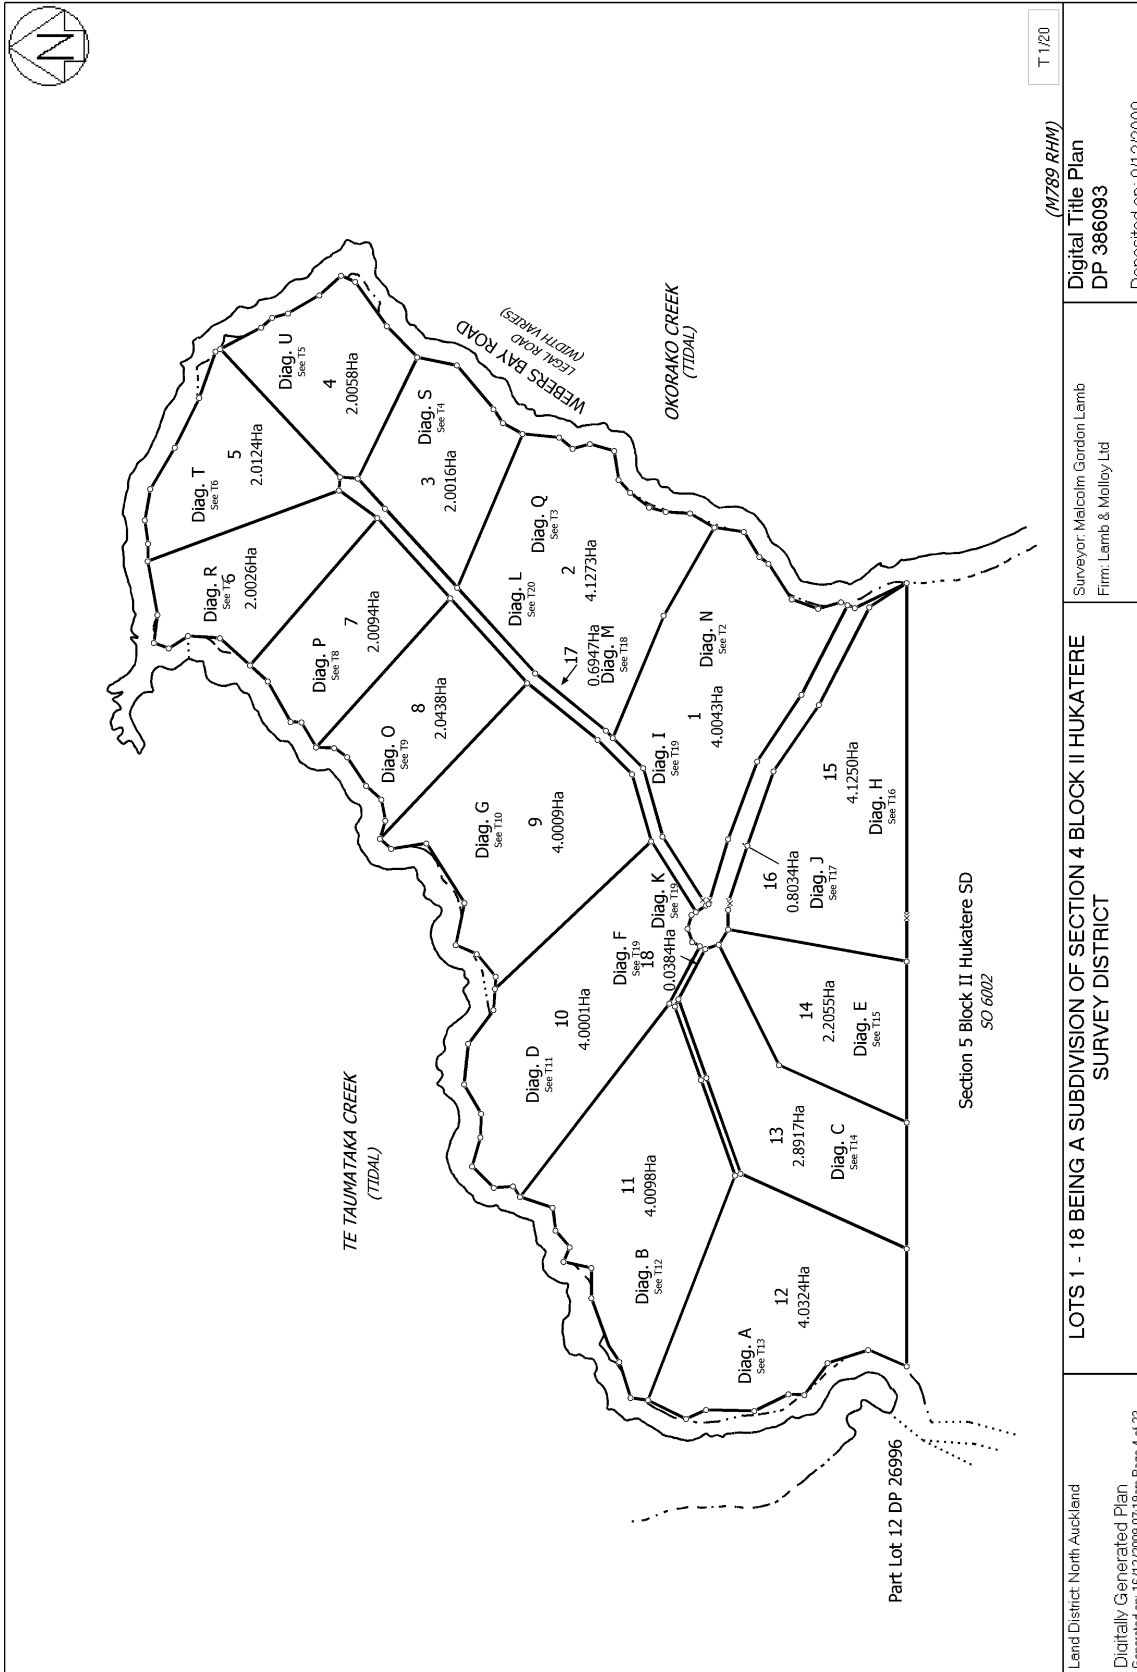 N
T 1/20
(M789 RHM)
TE TAUMATAKA CREEK
(TIDAL)
OKORAKO CREEK
(TIDAL)
WEBERS BAY ROAD
LEGAL ROAD
(WIDTH VARIES)
Diag. U
See T5
4
2.0058Ha
Diag. T
See T6
5
2.0124Ha
Diag. S
See T4
3
2.0016Ha
Diag. R
See T7
6
2.0026Ha
Diag. Q
See T3
2
4.1273Ha
Diag. P
See T8
7
2.0094Ha
Diag. L
See T20
17
0.6947Ha
Diag. M
See T18
Diag. O
See T9
8
2.0438Ha
Diag. N
See T2
1
4.0043Ha
Diag. I
See T19
Diag. G
See T10
9
4.0009Ha
15
4.1250Ha
Diag. H
See T16
Diag. K
See T19
16
0.8034Ha
Diag. J
See T17
Diag. F
See T19
18
0.0384Ha
Diag. D
See T11
10
4.0001Ha
14
2.2055Ha
Diag. E
See T15
13
2.8917Ha
Diag. C
See T14
11
4.0098Ha
Diag. B
See T12
12
4.0324Ha
Diag. A
See T13
Section 5 Block II Hukatere SD
SO 6002
Part Lot 12 DP 26996
Land District: North Auckland
Digitally Generated Plan
LOTS 1 - 18 BEING A SUBDIVISION OF SECTION 4 BLOCK II HUKATERE
SURVEY DISTRICT
Surveyor: Malcolm Gordon Lamb
Firm: Lamb & Molloy Ltd
Digital Title Plan
DP 386093